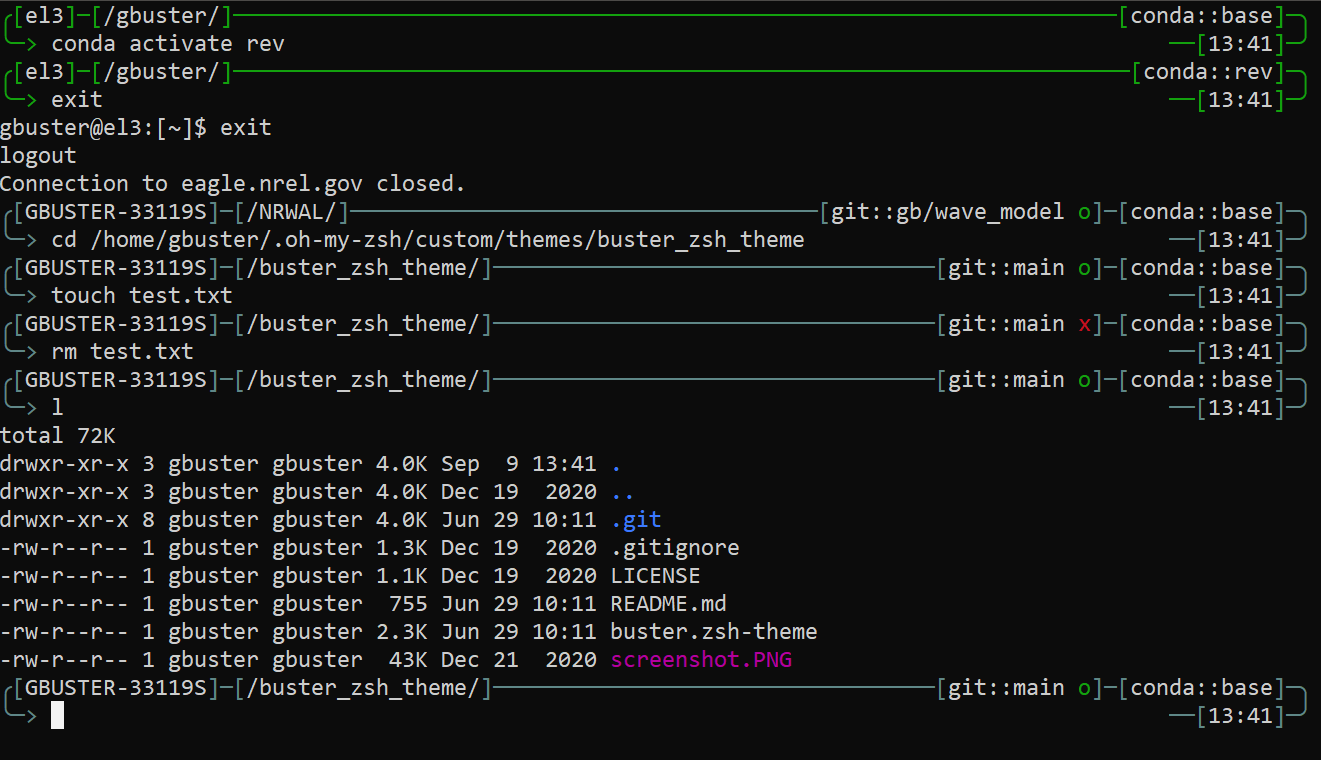 [el3]─[/gbuster/] [conda::base]
> conda activate rev [13:41]
[el3]─[/gbuster/] [conda::rev]
> exit [13:41]
gbuster@el3:[~]$ exit
logout
Connection to eagle.nrel.gov closed.
[GBUSTER-33119S]─[/NRWAL/] [git::gb/wave_model o]─[conda::base]
> cd /home/gbuster/.oh-my-zsh/custom/themes/buster_zsh_theme [13:41]
[GBUSTER-33119S]─[/buster_zsh_theme/] [git::main o]─[conda::base]
> touch test.txt [13:41]
[GBUSTER-33119S]─[/buster_zsh_theme/] [git::main x]─[conda::base]
> rm test.txt [13:41]
[GBUSTER-33119S]─[/buster_zsh_theme/] [git::main o]─[conda::base]
> l [13:41]
total 72K
drwxr-xr-x 3 gbuster gbuster 4.0K Sep  9 13:41 .
drwxr-xr-x 3 gbuster gbuster 4.0K Dec 19  2020 ..
drwxr-xr-x 8 gbuster gbuster 4.0K Jun 29 10:11 .git
-rw-r--r-- 1 gbuster gbuster 1.3K Dec 19  2020 .gitignore
-rw-r--r-- 1 gbuster gbuster 1.1K Dec 19  2020 LICENSE
-rw-r--r-- 1 gbuster gbuster  755 Jun 29 10:11 README.md
-rw-r--r-- 1 gbuster gbuster 2.3K Jun 29 10:11 buster.zsh-theme
-rw-r--r-- 1 gbuster gbuster  43K Dec 21  2020 screenshot.PNG
[GBUSTER-33119S]─[/buster_zsh_theme/] [git::main o]─[conda::base]
> [13:41]